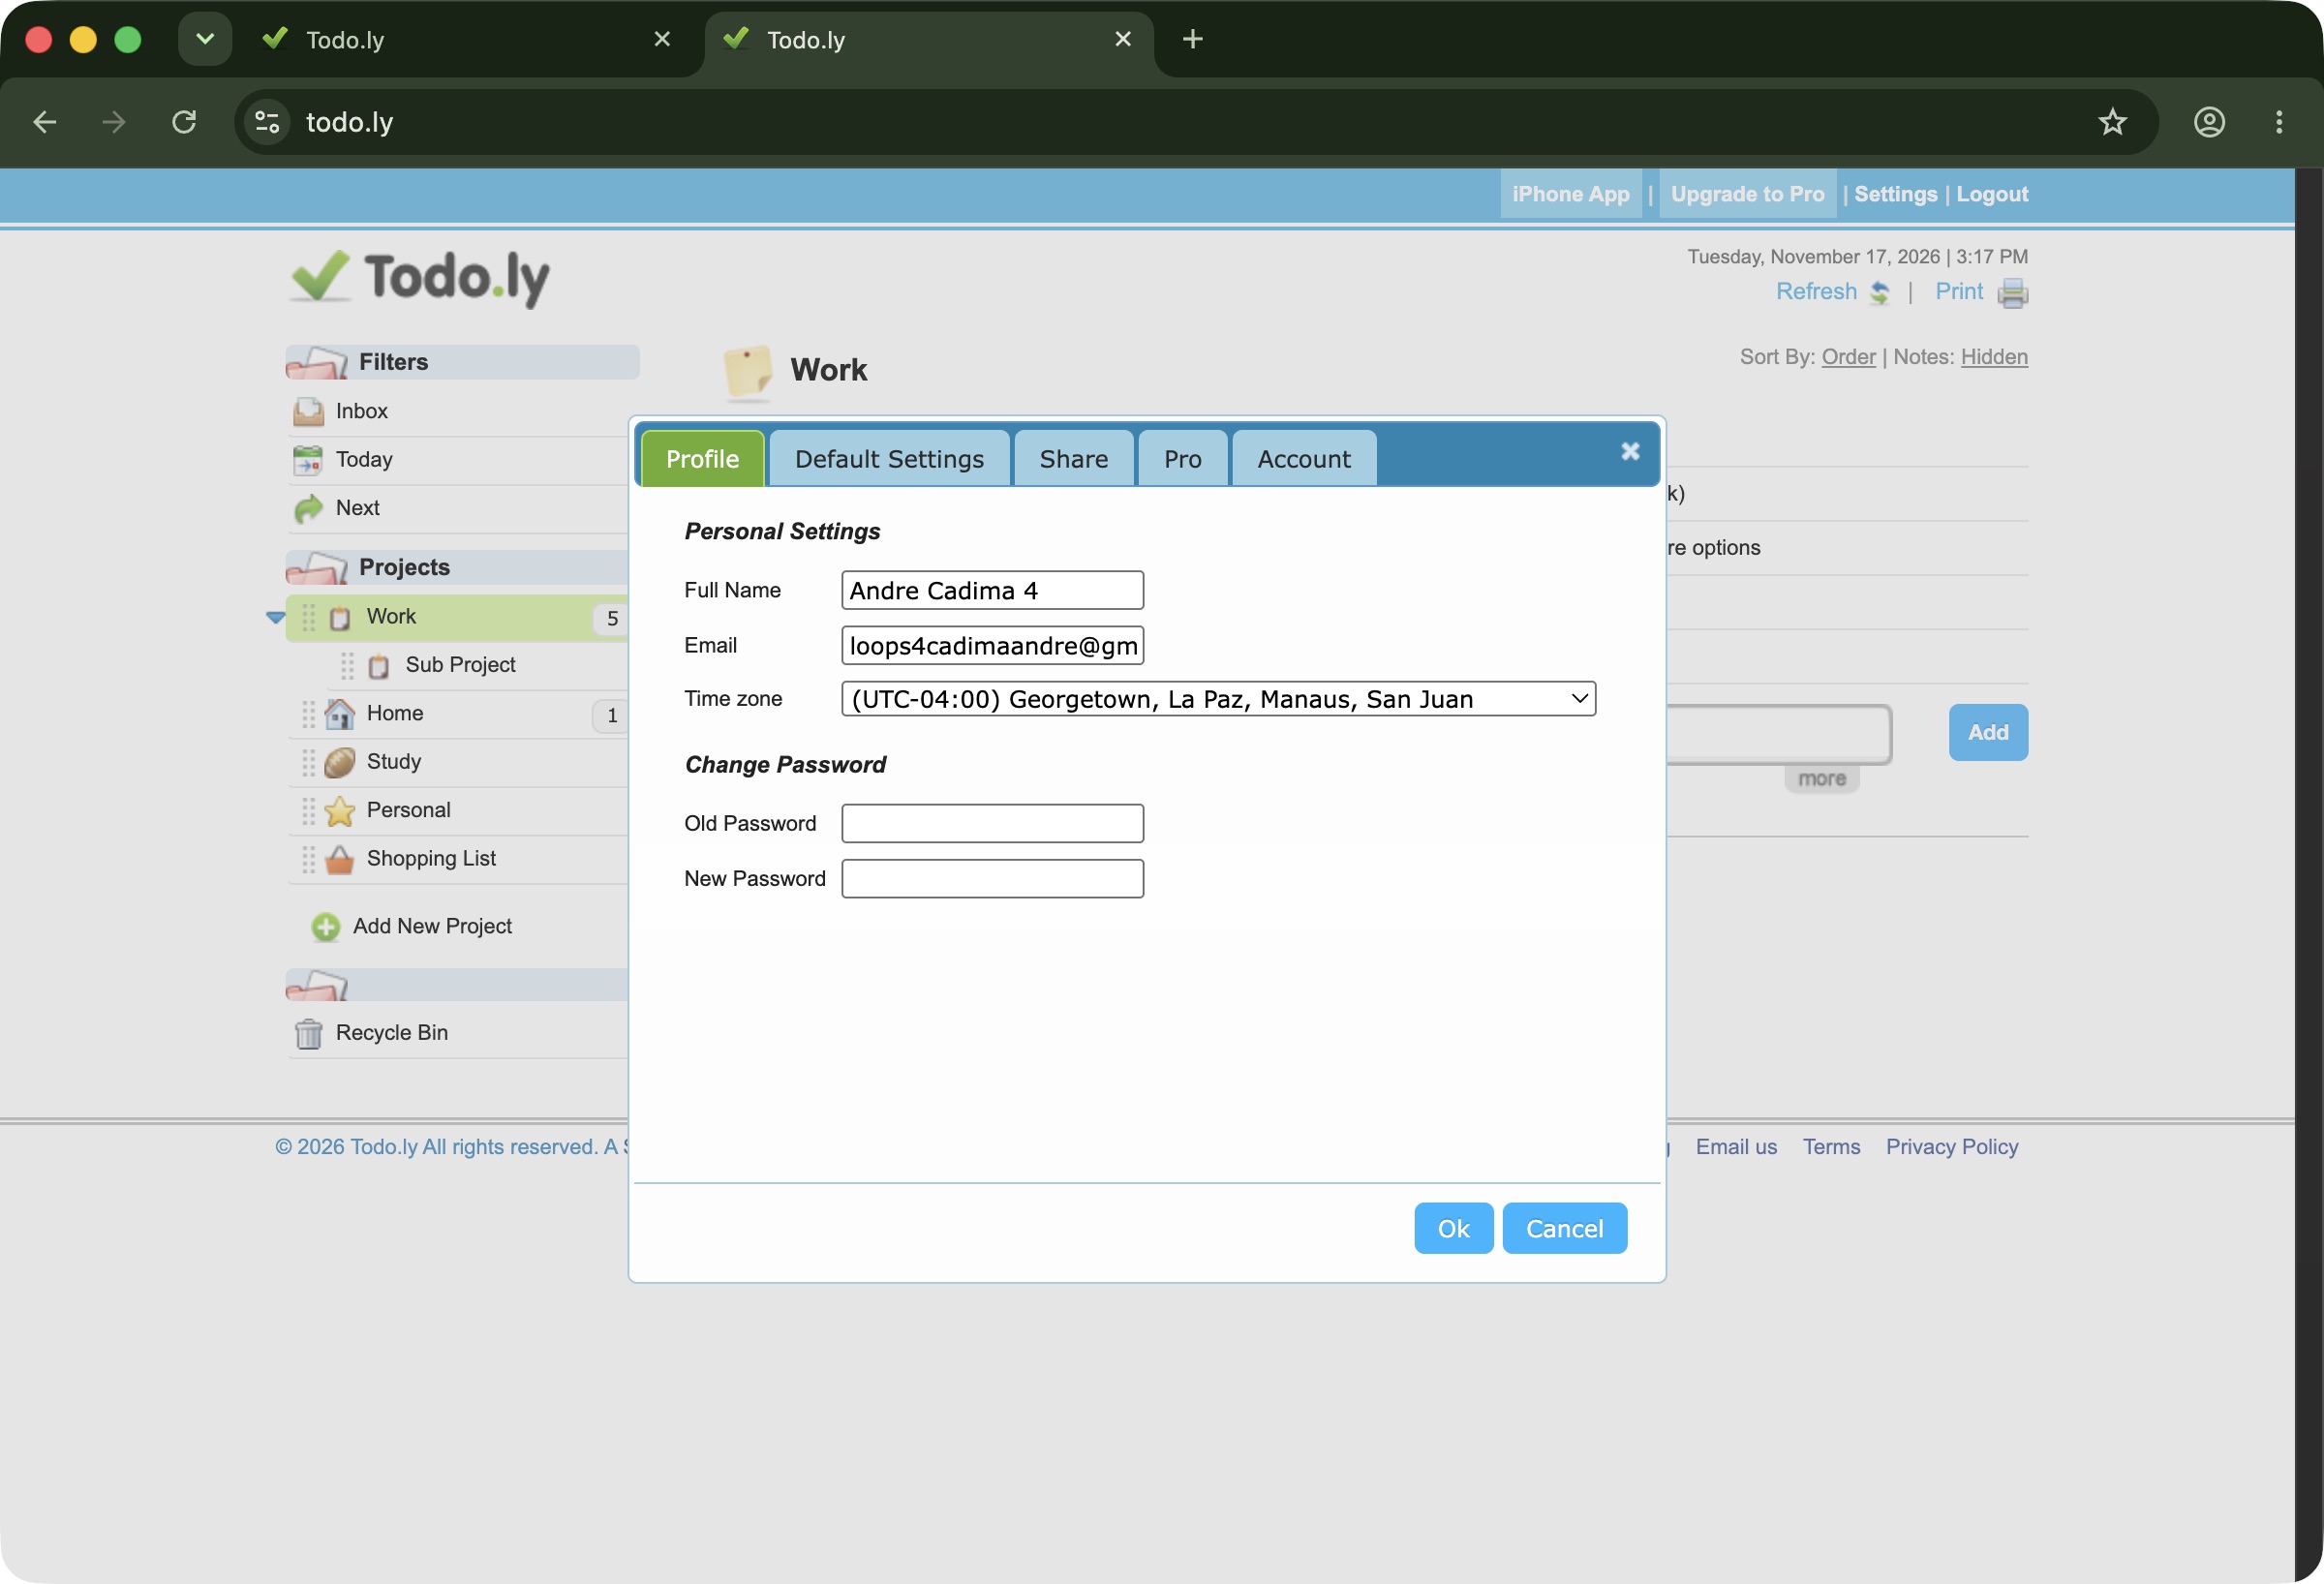 Todo.ly
Todo.ly
todo.ly
iPhone App | Upgrade to Pro | Settings | Logout
Todo.ly
Tuesday, November 17, 2026 | 3:17 PM
Refresh | Print
Filters
Work
Sort By: Order | Notes: Hidden
Inbox
Today
Next
Projects
Work 5
Sub Project
Home 1
Study
Personal
Shopping List
Add New Project
Recycle Bin
Profile
Default Settings
Share
Pro
Account
k)
re options
Personal Settings
Full Name Andre Cadima 4
Email loops4cadimaandre@gm
Time zone (UTC-04:00) Georgetown, La Paz, Manaus, San Juan
Add
more
Change Password
Old Password
New Password
Ok
Cancel
© 2026 Todo.ly All rights reserved. A
Email us Terms Privacy Policy